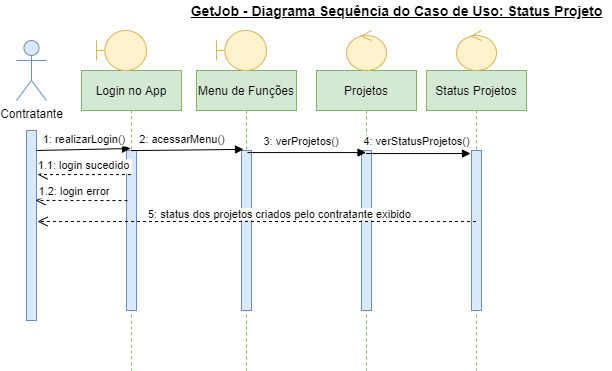 GetJob - Diagrama Sequência do Caso de Uso: Status Projeto
Contratante
Login no App
Menu de Funções
Projetos
Status Projetos
1: realizarLogin()
2: acessarMenu()
3: verProjetos()
4: verStatusProjetos()
1.1: login sucedido
1.2: login error
5: status dos projetos criados pelo contratante exibido